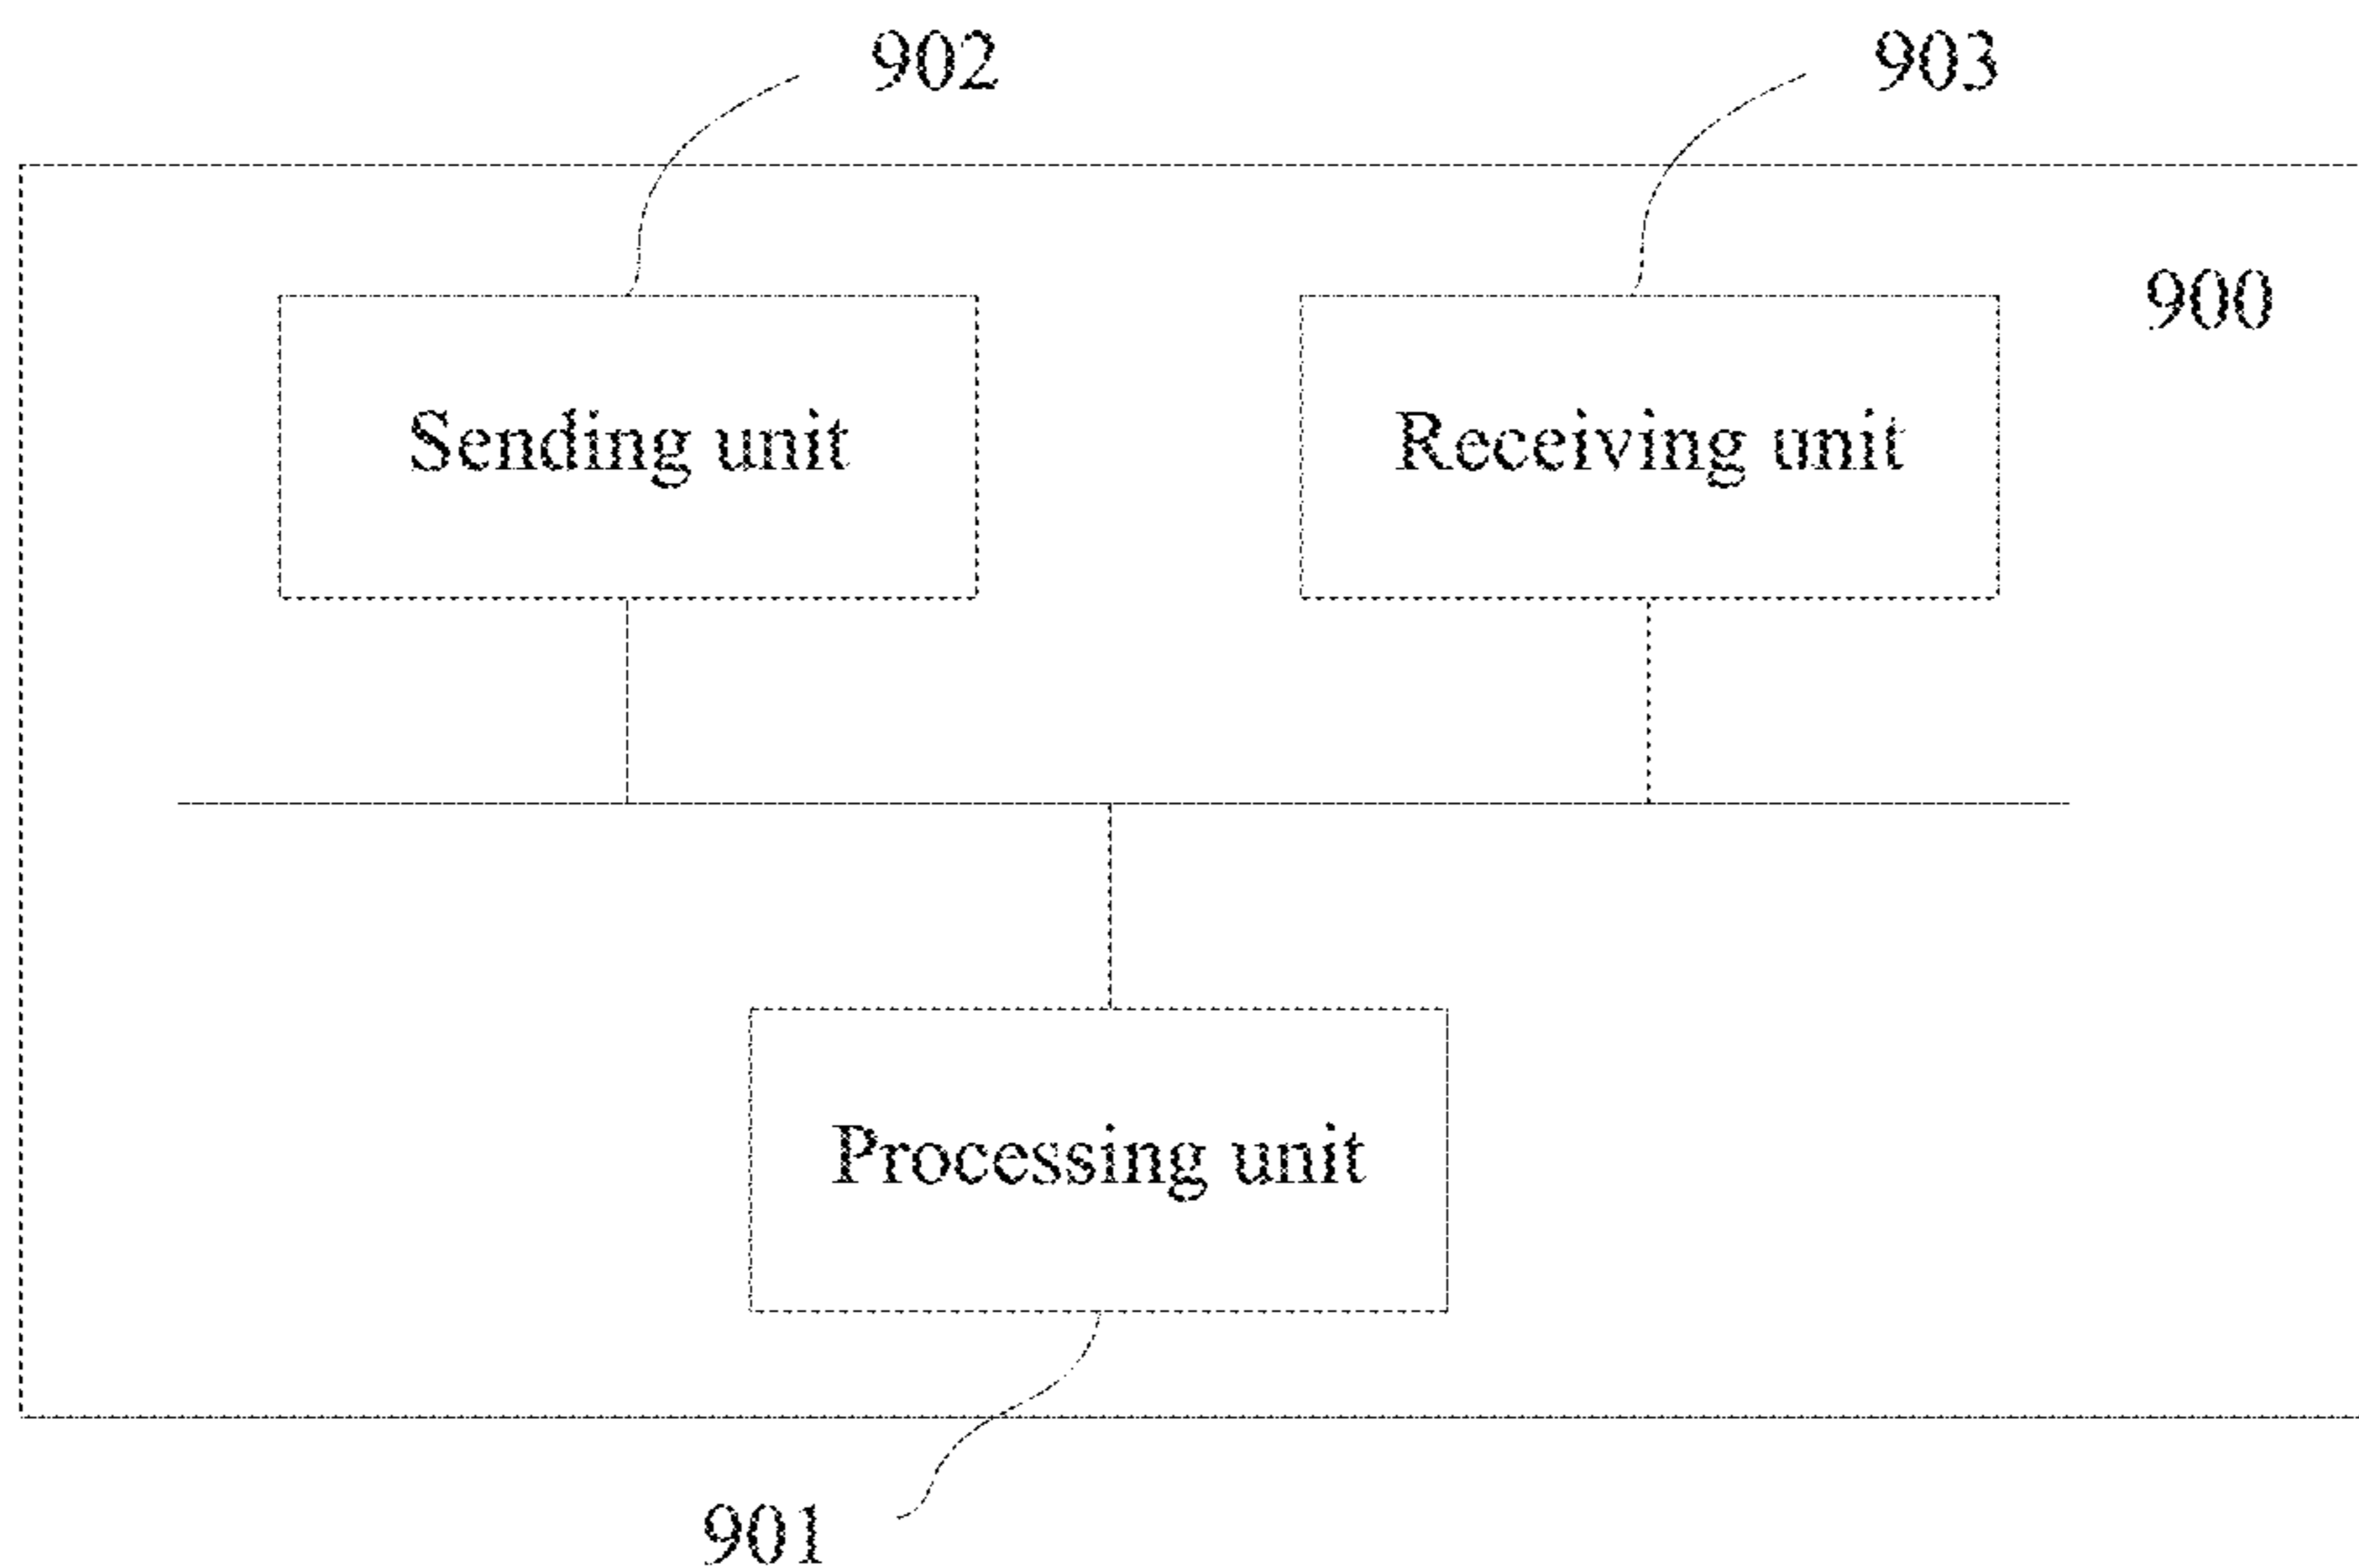 902
903
900
Sending unit
Receiving unit
Processing unit
901